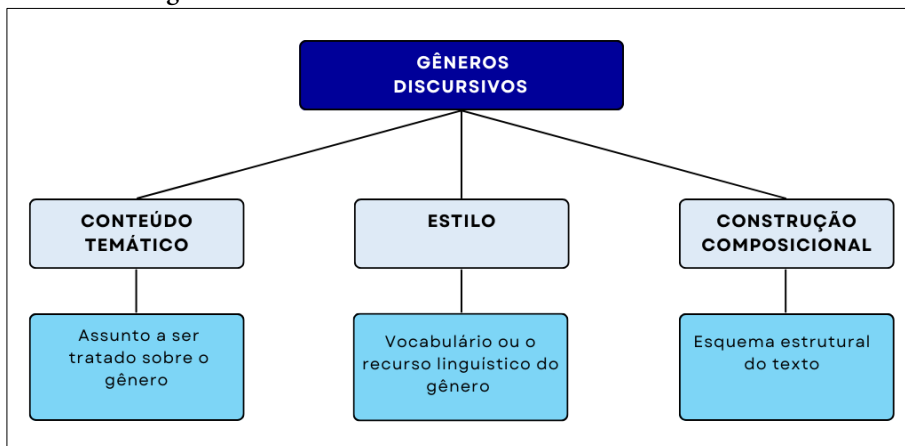 GÊNEROS
DISCURSIVOS
CONTEÚDO
TEMÁTICO
ESTILO
CONSTRUÇÃO
COMPOSICIONAL
Assunto a ser
tratado sobre o
gênero
Vocabulário ou o
recurso linguístico do
gênero
Esquema estrutural
do texto